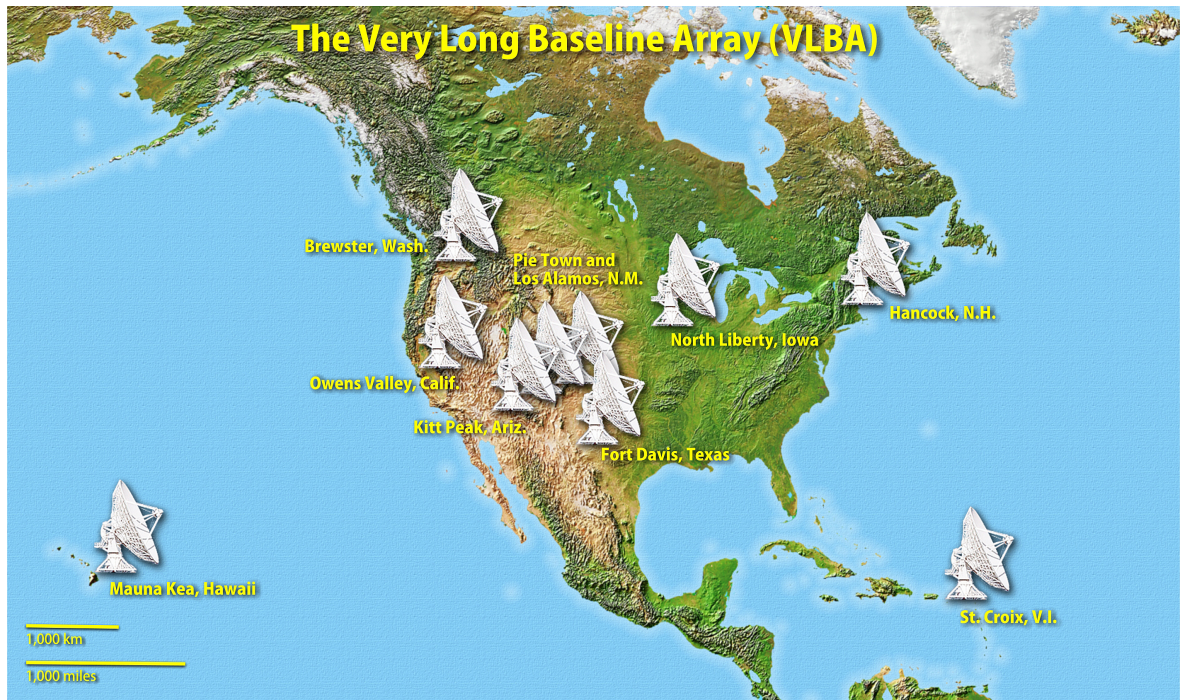 The Very Long Baseline Array (VLBA)
Brewster, Wash.
Pie Town and
Los Alamos, N.M.
Hancock, N.H.
North Liberty, Iowa
Owens Valley, Calif.
Kitt Peak, Ariz.
Fort Davis, Texas
Mauna Kea, Hawaii
St. Croix, V.I.
1,000 km
1,000 miles